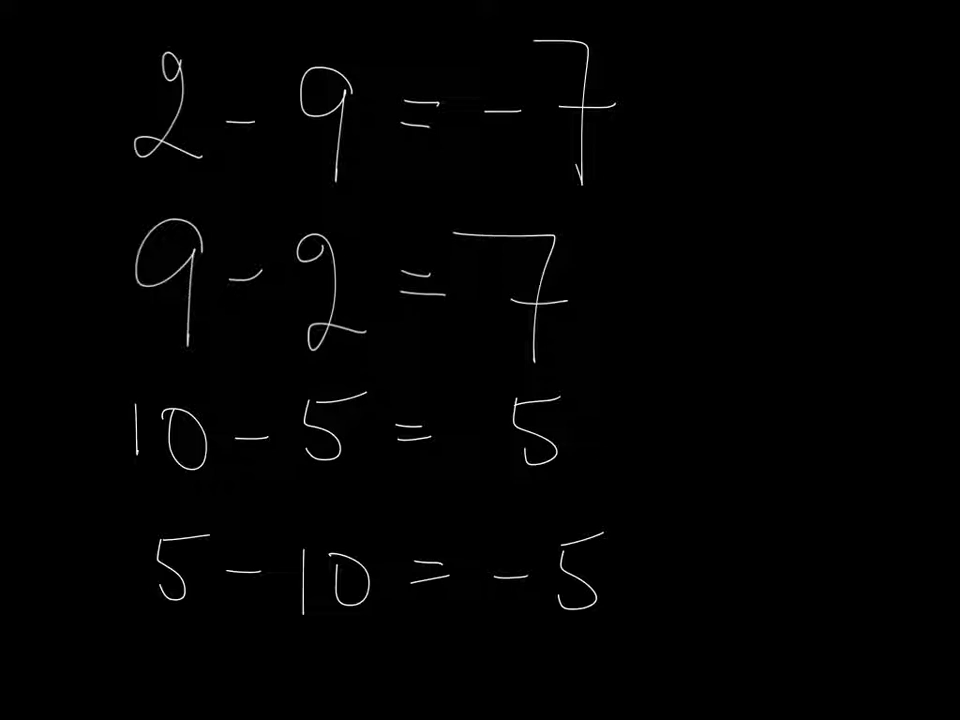 2 - 9 = - 7
9 - 2 = 7
10 - 5 = 5
5 - 10 = - 5